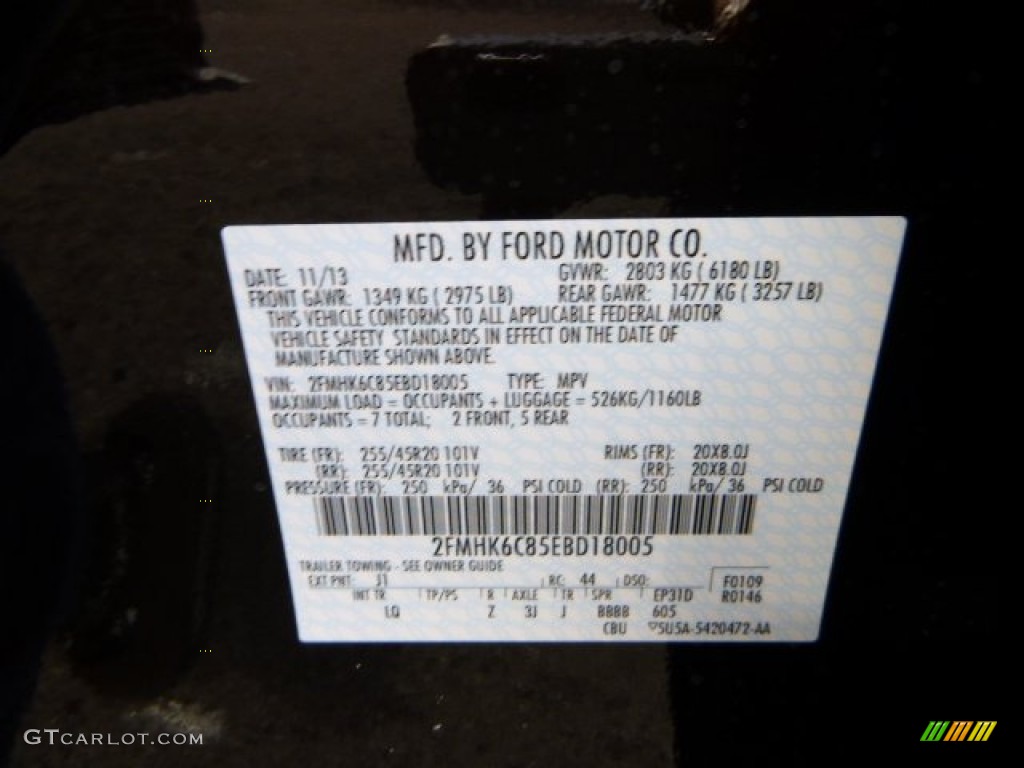 MFD. BY FORD MOTOR CO.
DATE: 11/13 GVWR: 2803 KG ( 6180 LB)
FRONT GAWR: 1349 KG ( 2975 LB) REAR GAWR: 1477 KG ( 3257 LB)
THIS VEHICLE CONFORMS TO ALL APPLICABLE FEDERAL MOTOR
VEHICLE SAFETY STANDARDS IN EFFECT ON THE DATE OF
MANUFACTURE SHOWN ABOVE.
VIN: 2FMHK6C85EBD18005 TYPE: MPV
MAXIMUM LOAD = OCCUPANTS + LUGGAGE = 526KG/1160LB
OCCUPANTS = 7 TOTAL; 2 FRONT, 5 REAR
TIRE (FR): 255/45R20 101V RIMS (FR): 20X8.0J
(RR): 255/45R20 101V (RR): 20X8.0J
PRESSURE (FR): 250 kPa/ 36 PSI COLD (RR): 250 kPa/ 36 PSI COLD
2FMHK6C85EBD18005
TRAILER TOWING - SEE OWNER GUIDE
EXT PNT: J1 RC: 44 DSO: F0109
INT TR TP/PS R AXLE TR SPR EP31D R0146
LQ Z 3J J BBBB 605
CBU 5U5A-5420472-AA
GTCARLOT.COM